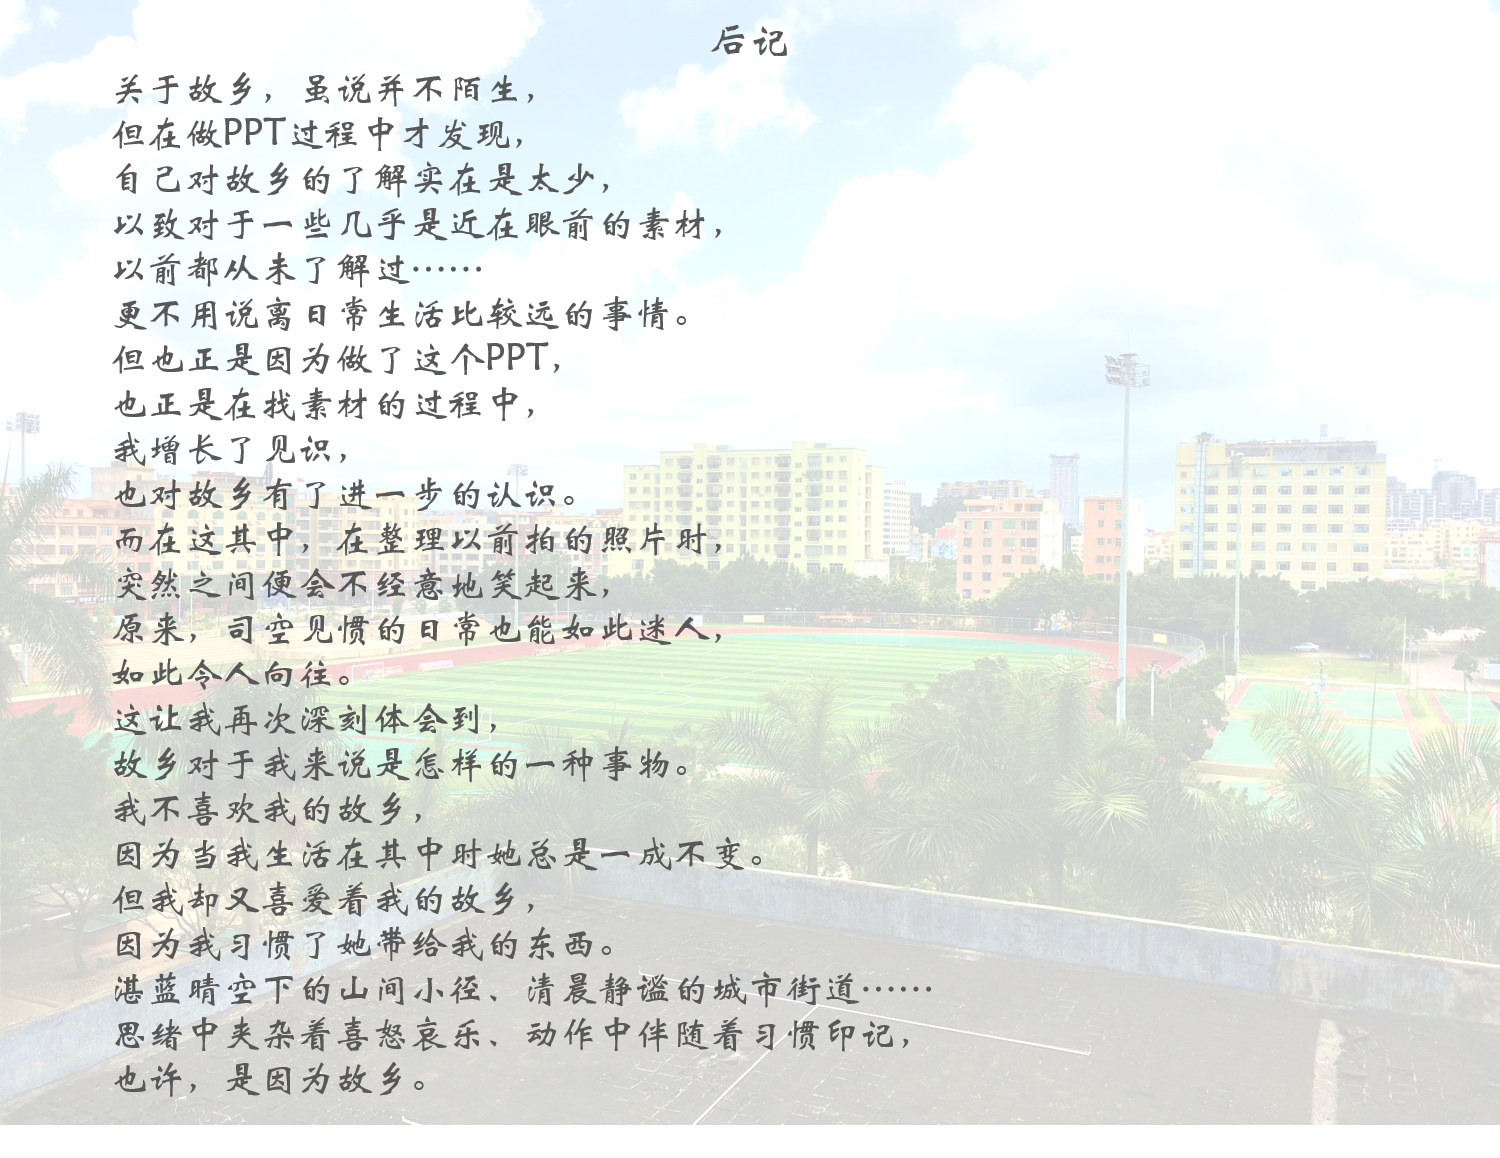 后记
关于故乡，虽说并不陌生，
但在做PPT过程中才发现，
自己对故乡的了解实在是太少，
以致对于一些几乎是近在眼前的素材，
以前都从未了解过……
更不用说离日常生活比较远的事情。
但也正是因为做了这个PPT，
也正是在找素材的过程中，
我增长了见识，
也对故乡有了进一步的认识。
而在这其中，在整理以前拍的照片时，
突然之间便会不经意地笑起来，
原来，司空见惯的日常也能如此迷人，
如此令人向往。
这让我再次深刻体会到，
故乡对于我来说是怎样的一种事物。
我不喜欢我的故乡，
因为当我生活在其中时她总是一成不变。
但我却又喜爱着我的故乡，
因为我习惯了她带给我的东西。
湛蓝晴空下的山间小径、清晨静谧的城市街道……
思绪中夹杂着喜怒哀乐、动作中伴随着习惯印记，
也许，是因为故乡。